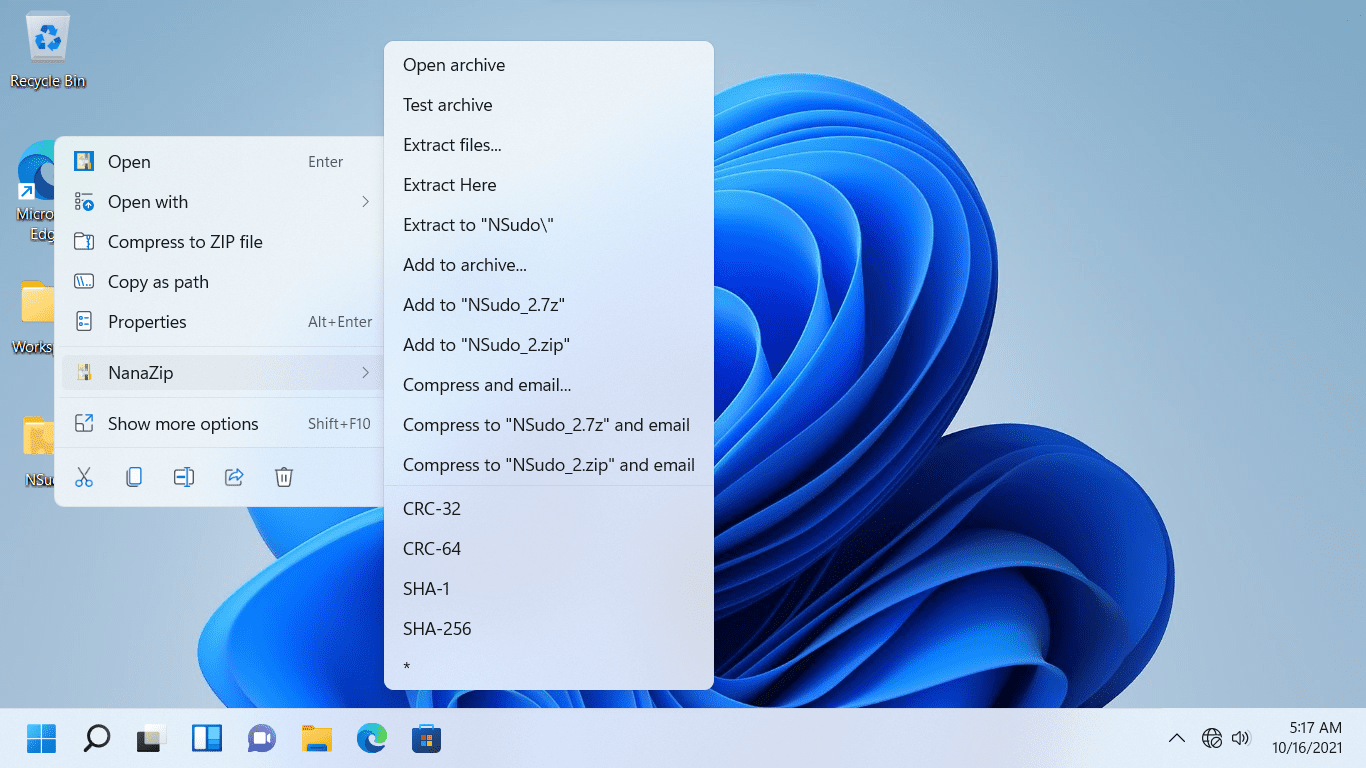 Recycle Bin
Micro
Edg
Works
NSu
Open Enter
Open with
Compress to ZIP file
Copy as path
Properties Alt+Enter
NanaZip
Show more options Shift+F10
Open archive
Test archive
Extract files...
Extract Here
Extract to "NSudo\"
Add to archive...
Add to "NSudo_2.7z"
Add to "NSudo_2.zip"
Compress and email...
Compress to "NSudo_2.7z" and email
Compress to "NSudo_2.zip" and email
CRC-32
CRC-64
SHA-1
SHA-256
*
5:17 AM
10/16/2021